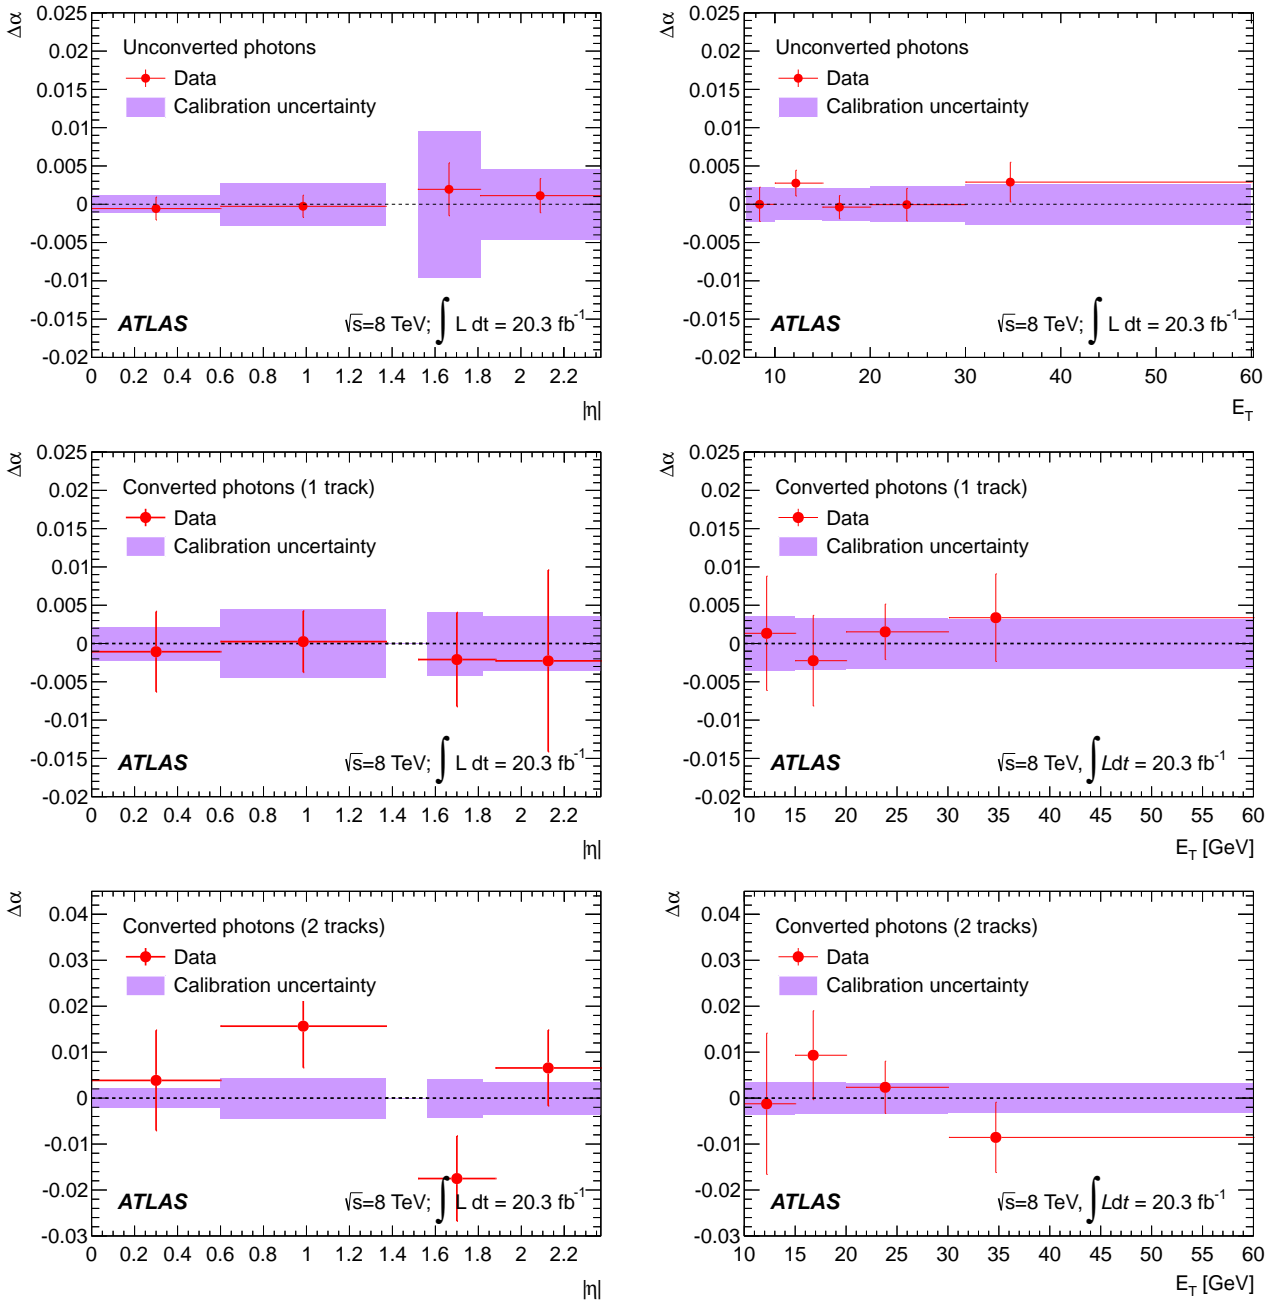 Δα
0.025
0.02
0.015
0.01
0.005
0
-0.005
-0.01
-0.015
-0.02
Unconverted photons
Data
Calibration uncertainty
ATLAS
√s=8 TeV; ∫ L dt = 20.3 fb⁻¹
0 0.2 0.4 0.6 0.8 1 1.2 1.4 1.6 1.8 2 2.2
|η|
Δα
0.025
0.02
0.015
0.01
0.005
0
-0.005
-0.01
-0.015
-0.02
Unconverted photons
Data
Calibration uncertainty
ATLAS
√s=8 TeV; ∫ L dt = 20.3 fb⁻¹
10 20 30 40 50 60
E_T
Δα
0.025
0.02
0.015
0.01
0.005
0
-0.005
-0.01
-0.015
-0.02
Converted photons (1 track)
Data
Calibration uncertainty
ATLAS
√s=8 TeV; ∫ L dt = 20.3 fb⁻¹
0 0.2 0.4 0.6 0.8 1 1.2 1.4 1.6 1.8 2 2.2
|η|
Δα
0.025
0.02
0.015
0.01
0.005
0
-0.005
-0.01
-0.015
-0.02
Converted photons (1 track)
Data
Calibration uncertainty
ATLAS
√s=8 TeV, ∫ Ldt = 20.3 fb⁻¹
10 15 20 25 30 35 40 45 50 55 60
E_T [GeV]
Δα
0.04
0.03
0.02
0.01
0
-0.01
-0.02
-0.03
Converted photons (2 tracks)
Data
Calibration uncertainty
ATLAS
√s=8 TeV; ∫ L dt = 20.3 fb⁻¹
0 0.2 0.4 0.6 0.8 1 1.2 1.4 1.6 1.8 2 2.2
|η|
Δα
0.04
0.03
0.02
0.01
0
-0.01
-0.02
-0.03
Converted photons (2 tracks)
Data
Calibration uncertainty
ATLAS
√s=8 TeV, ∫ Ldt = 20.3 fb⁻¹
10 15 20 25 30 35 40 45 50 55 60
E_T [GeV]